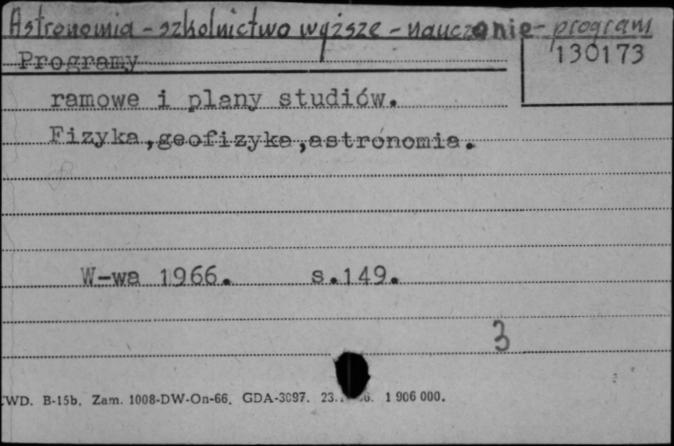 Astronomia - szkolnictwo wyższe - nauczanie - program
130173
Programy
ramowe i plany studiów.
Fizyka,geofizyka,astronomia.
W-wa 1966. s.149.
3
WD. B-15b. Zam. 1008-DW-On-66. GDA-3097. 23. 1 906 000.